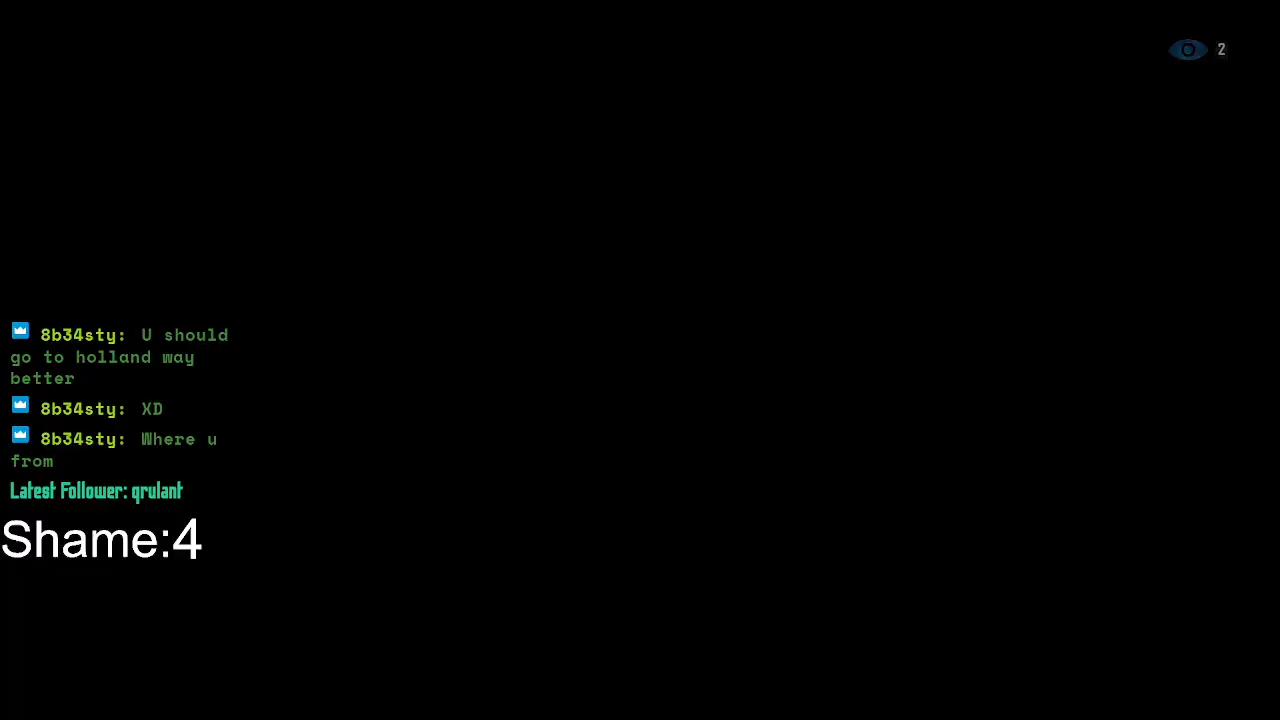 2
8b34sty: U should
go to holland way
better
8b34sty: XD
8b34sty: Where u
from
Latest Follower: qrulant
Shame:4